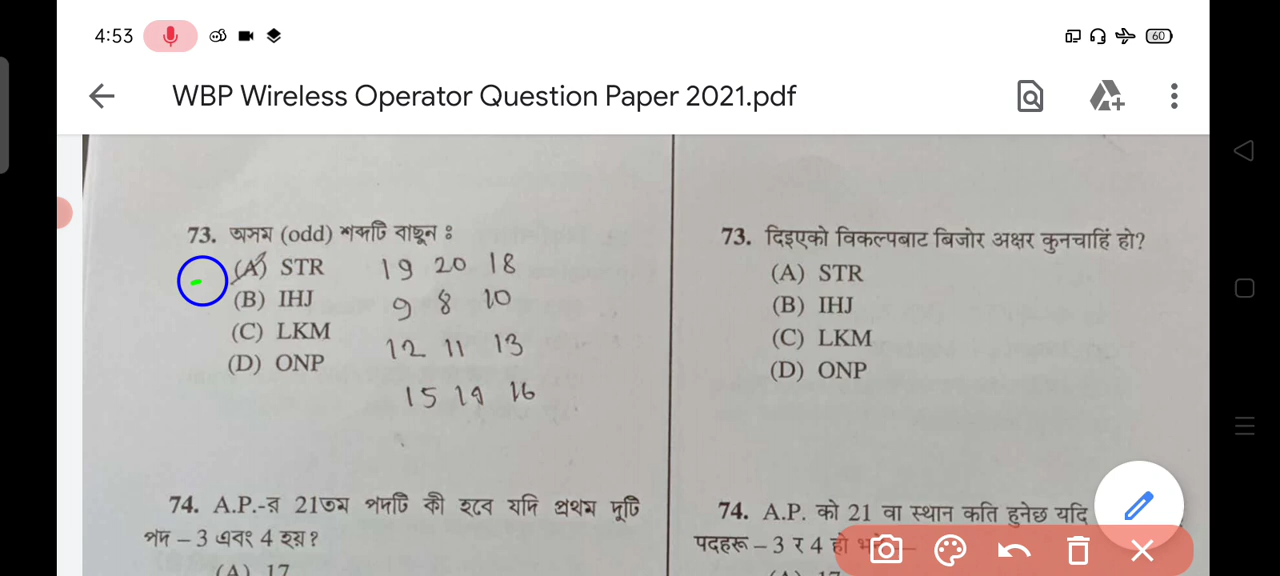 4:53
60
WBP Wireless Operator Question Paper 2021.pdf
73. অসম (odd) শব্দটি বাছুন ঃ
(A) STR 19 20 18
(B) IHJ 9 8 10
(C) LKM 12 11 13
(D) ONP 15 14 16
74. A.P.-র 21তম পদটি কী হবে যদি প্রথম দুটি
পদ – 3 এবং 4 হয়?
(A) 17
73. दिइएको विकल्पबाट बिजोर अक्षर कुनचाहिं हो?
(A) STR
(B) IHJ
(C) LKM
(D) ONP
74. A.P. को 21 वा स्थान कति हुनेछ यदि
पदहरू – 3 र 4 हो